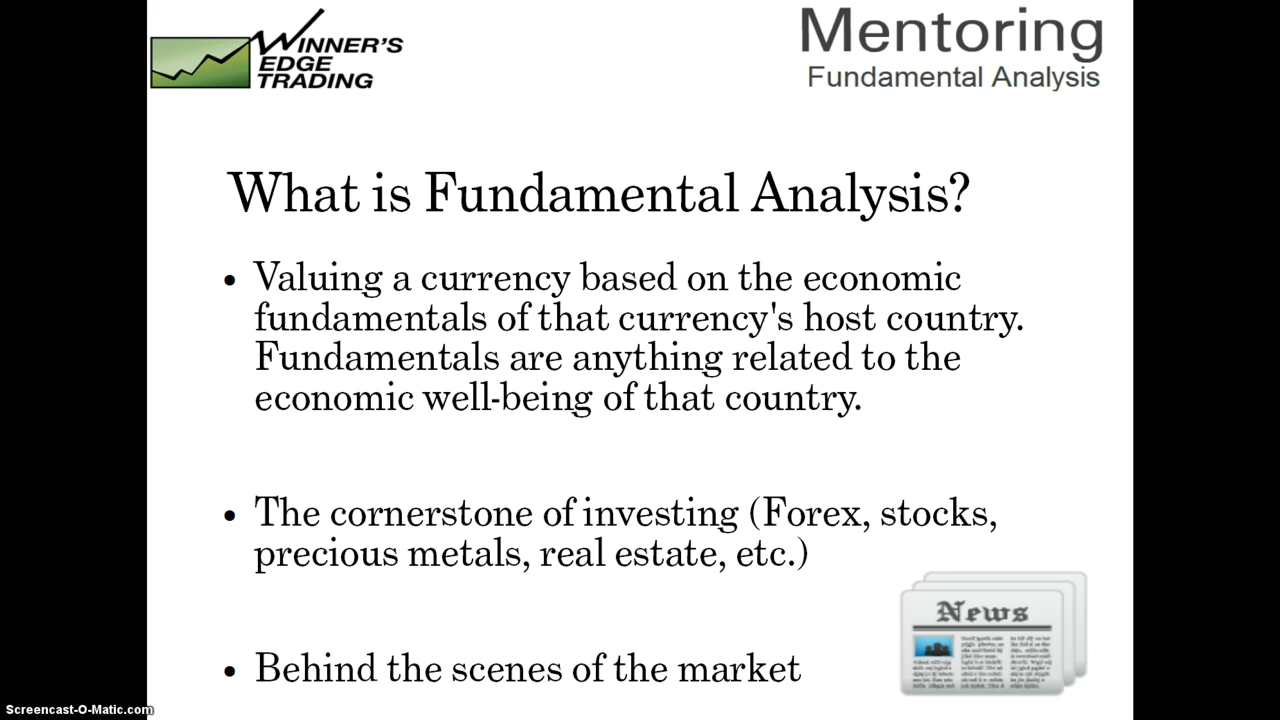 WINNER'S
EDGE
TRADING
Mentoring
Fundamental Analysis
What is Fundamental Analysis?
• Valuing a currency based on the economic
fundamentals of that currency's host country.
Fundamentals are anything related to the
economic well-being of that country.
• The cornerstone of investing (Forex, stocks,
precious metals, real estate, etc.)
News
• Behind the scenes of the market
Screencast-O-Matic.com